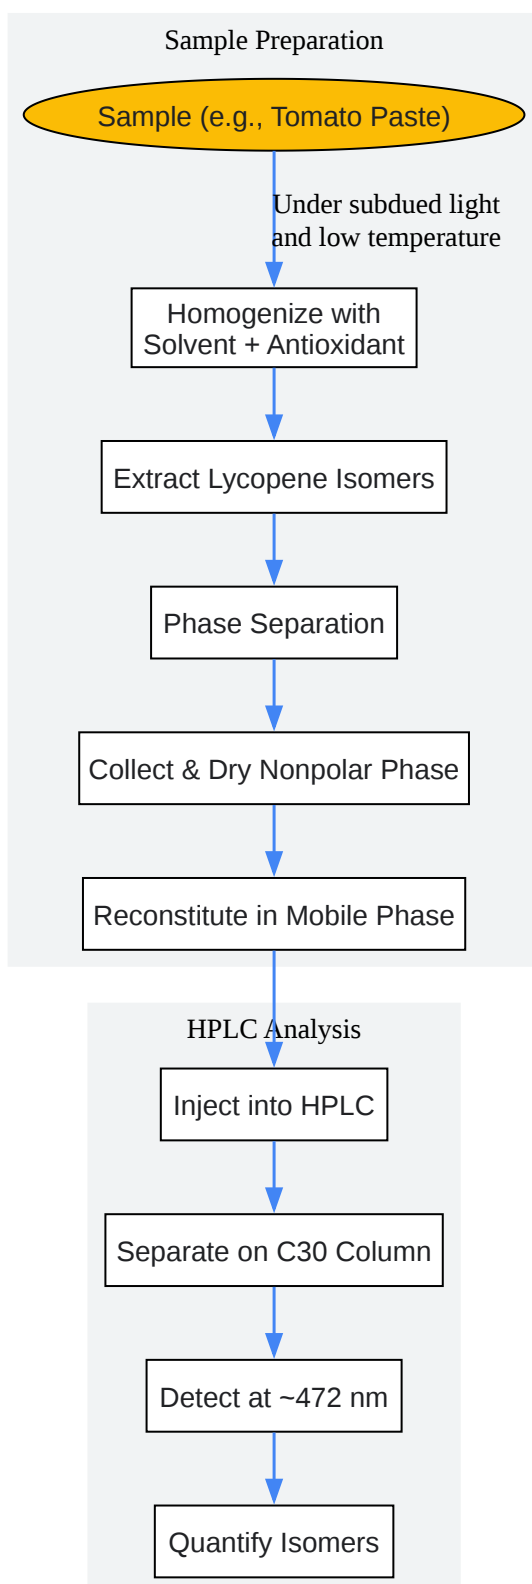 Sample Preparation
Sample (e.g., Tomato Paste)
Under subdued light
and low temperature
Homogenize with
Solvent + Antioxidant
Extract Lycopene Isomers
Phase Separation
Collect & Dry Nonpolar Phase
Reconstitute in Mobile Phase
HPLC Analysis
Inject into HPLC
Separate on C30 Column
Detect at ~472 nm
Quantify Isomers